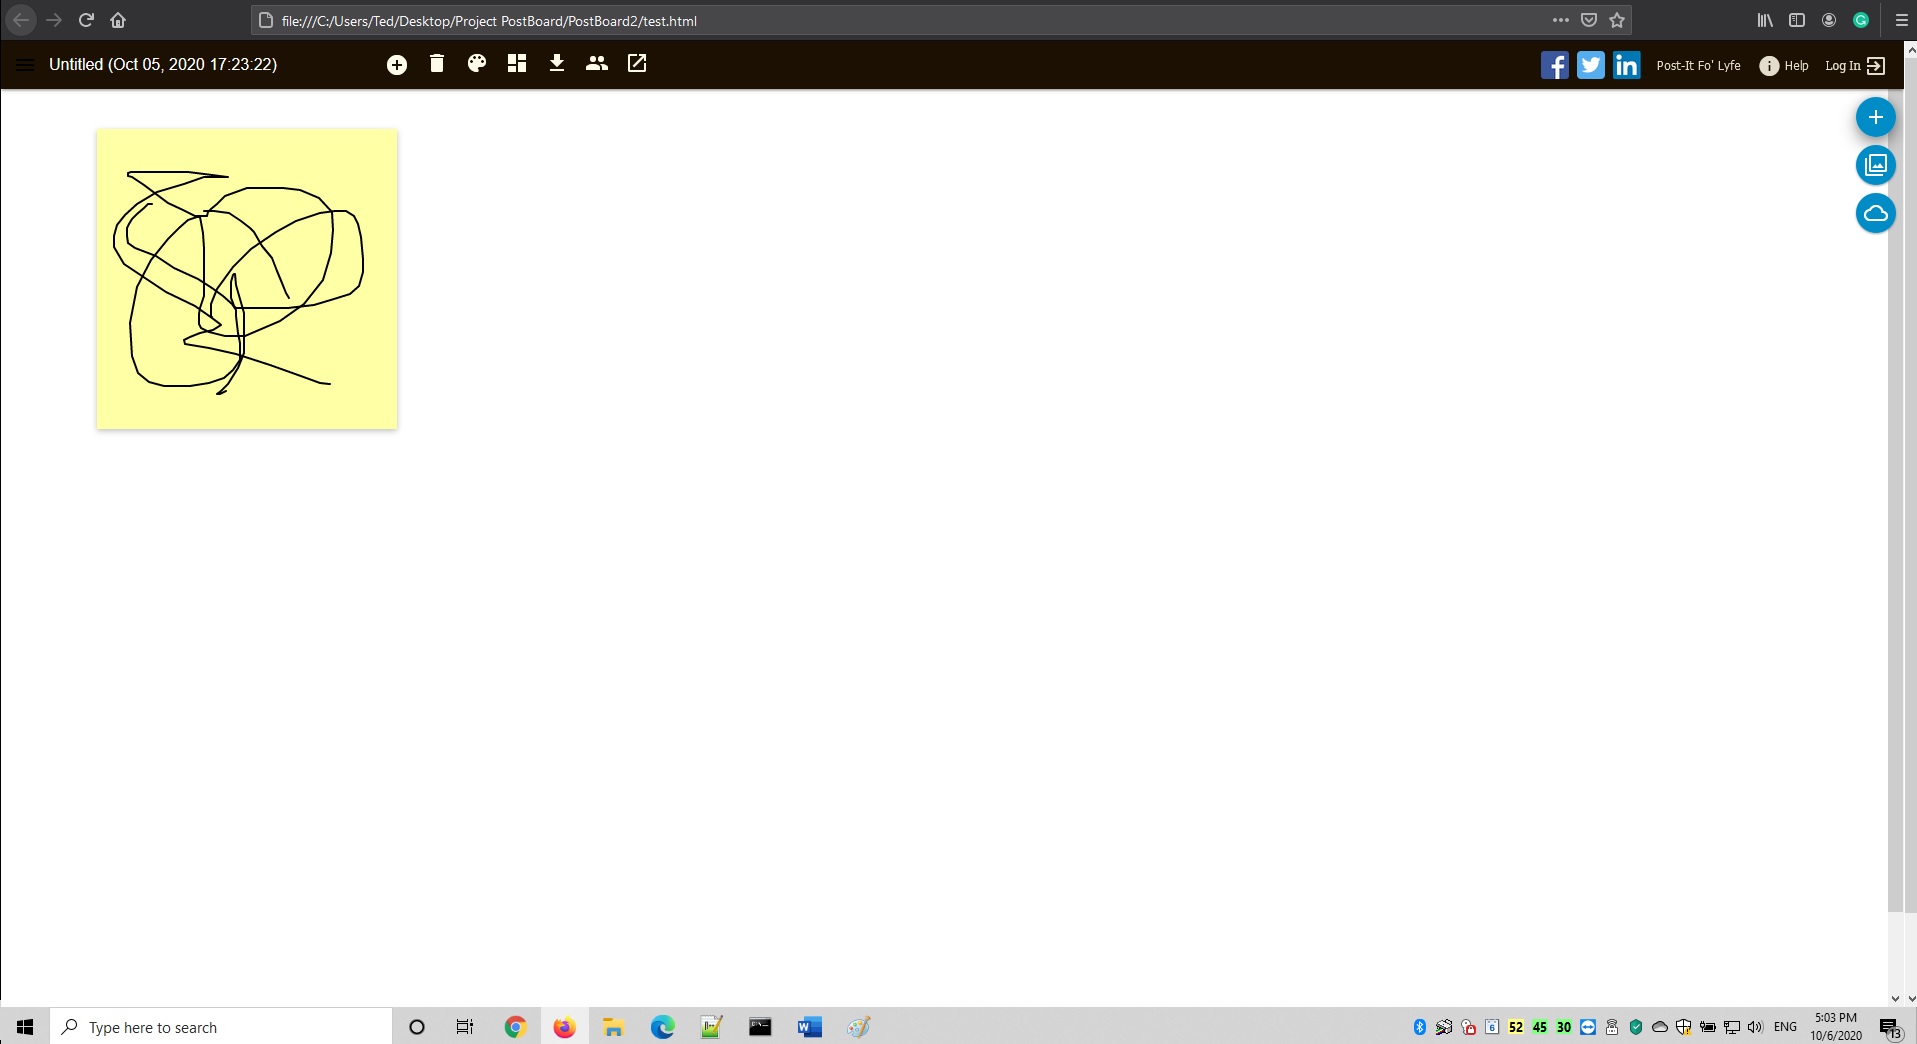 file:///C:/Users/Ted/Desktop/Project PostBoard/PostBoard2/test.html
Untitled (Oct 05, 2020 17:23:22)
f
in
Post-It Fo' Lyfe
i Help
Log In
Type here to search
W
6
52
45
30
ENG
5:03 PM
10/6/2020
13